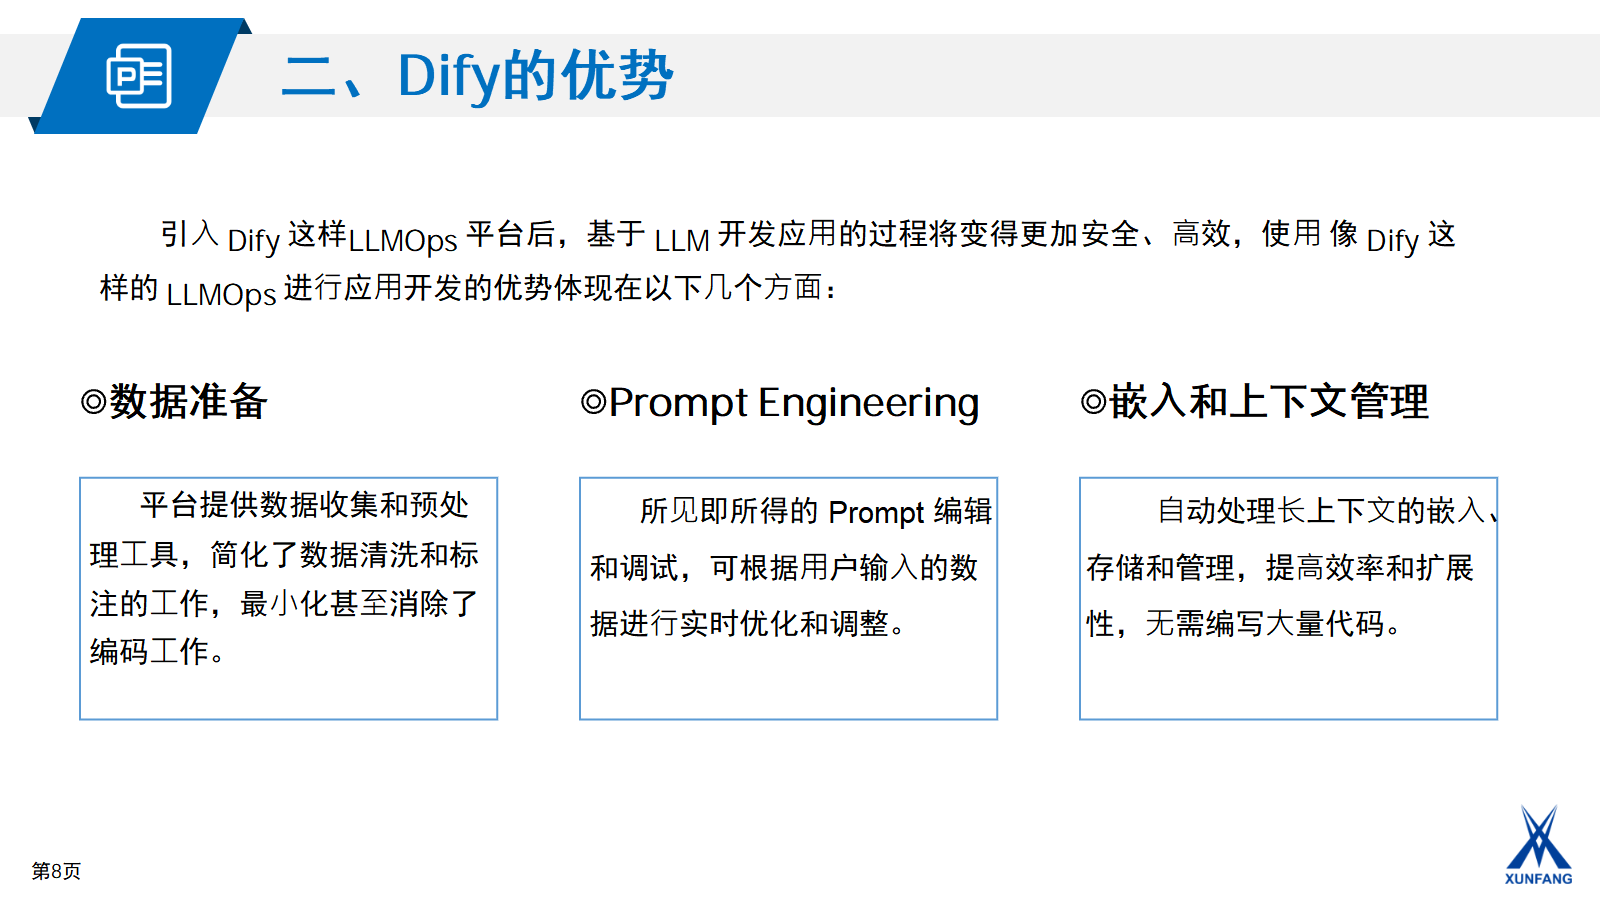 二、Dify的优势
引入 Dify 这样LLMOps 平台后，基于 LLM 开发应用的过程将变得更加安全、高效，使用 像 Dify 这
样的 LLMOps 进行应用开发的优势体现在以下几个方面：
◎数据准备
平台提供数据收集和预处
理工具，简化了数据清洗和标
注的工作，最小化甚至消除了
编码工作。
◎Prompt Engineering
所见即所得的 Prompt 编辑
和调试，可根据用户输入的数
据进行实时优化和调整。
◎嵌入和上下文管理
自动处理长上下文的嵌入、
存储和管理，提高效率和扩展
性，无需编写大量代码。
第8页
XUNFANG